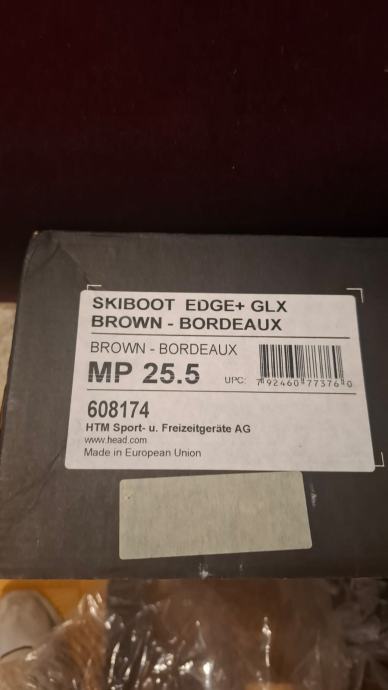 SKIBOOT EDGE+ GLX
BROWN - BORDEAUX
BROWN - BORDEAUX
MP 25.5
UPC: 7 92460 77376 0
608174
HTM Sport- u. Freizeitgeräte AG
www.head.com
Made in European Union